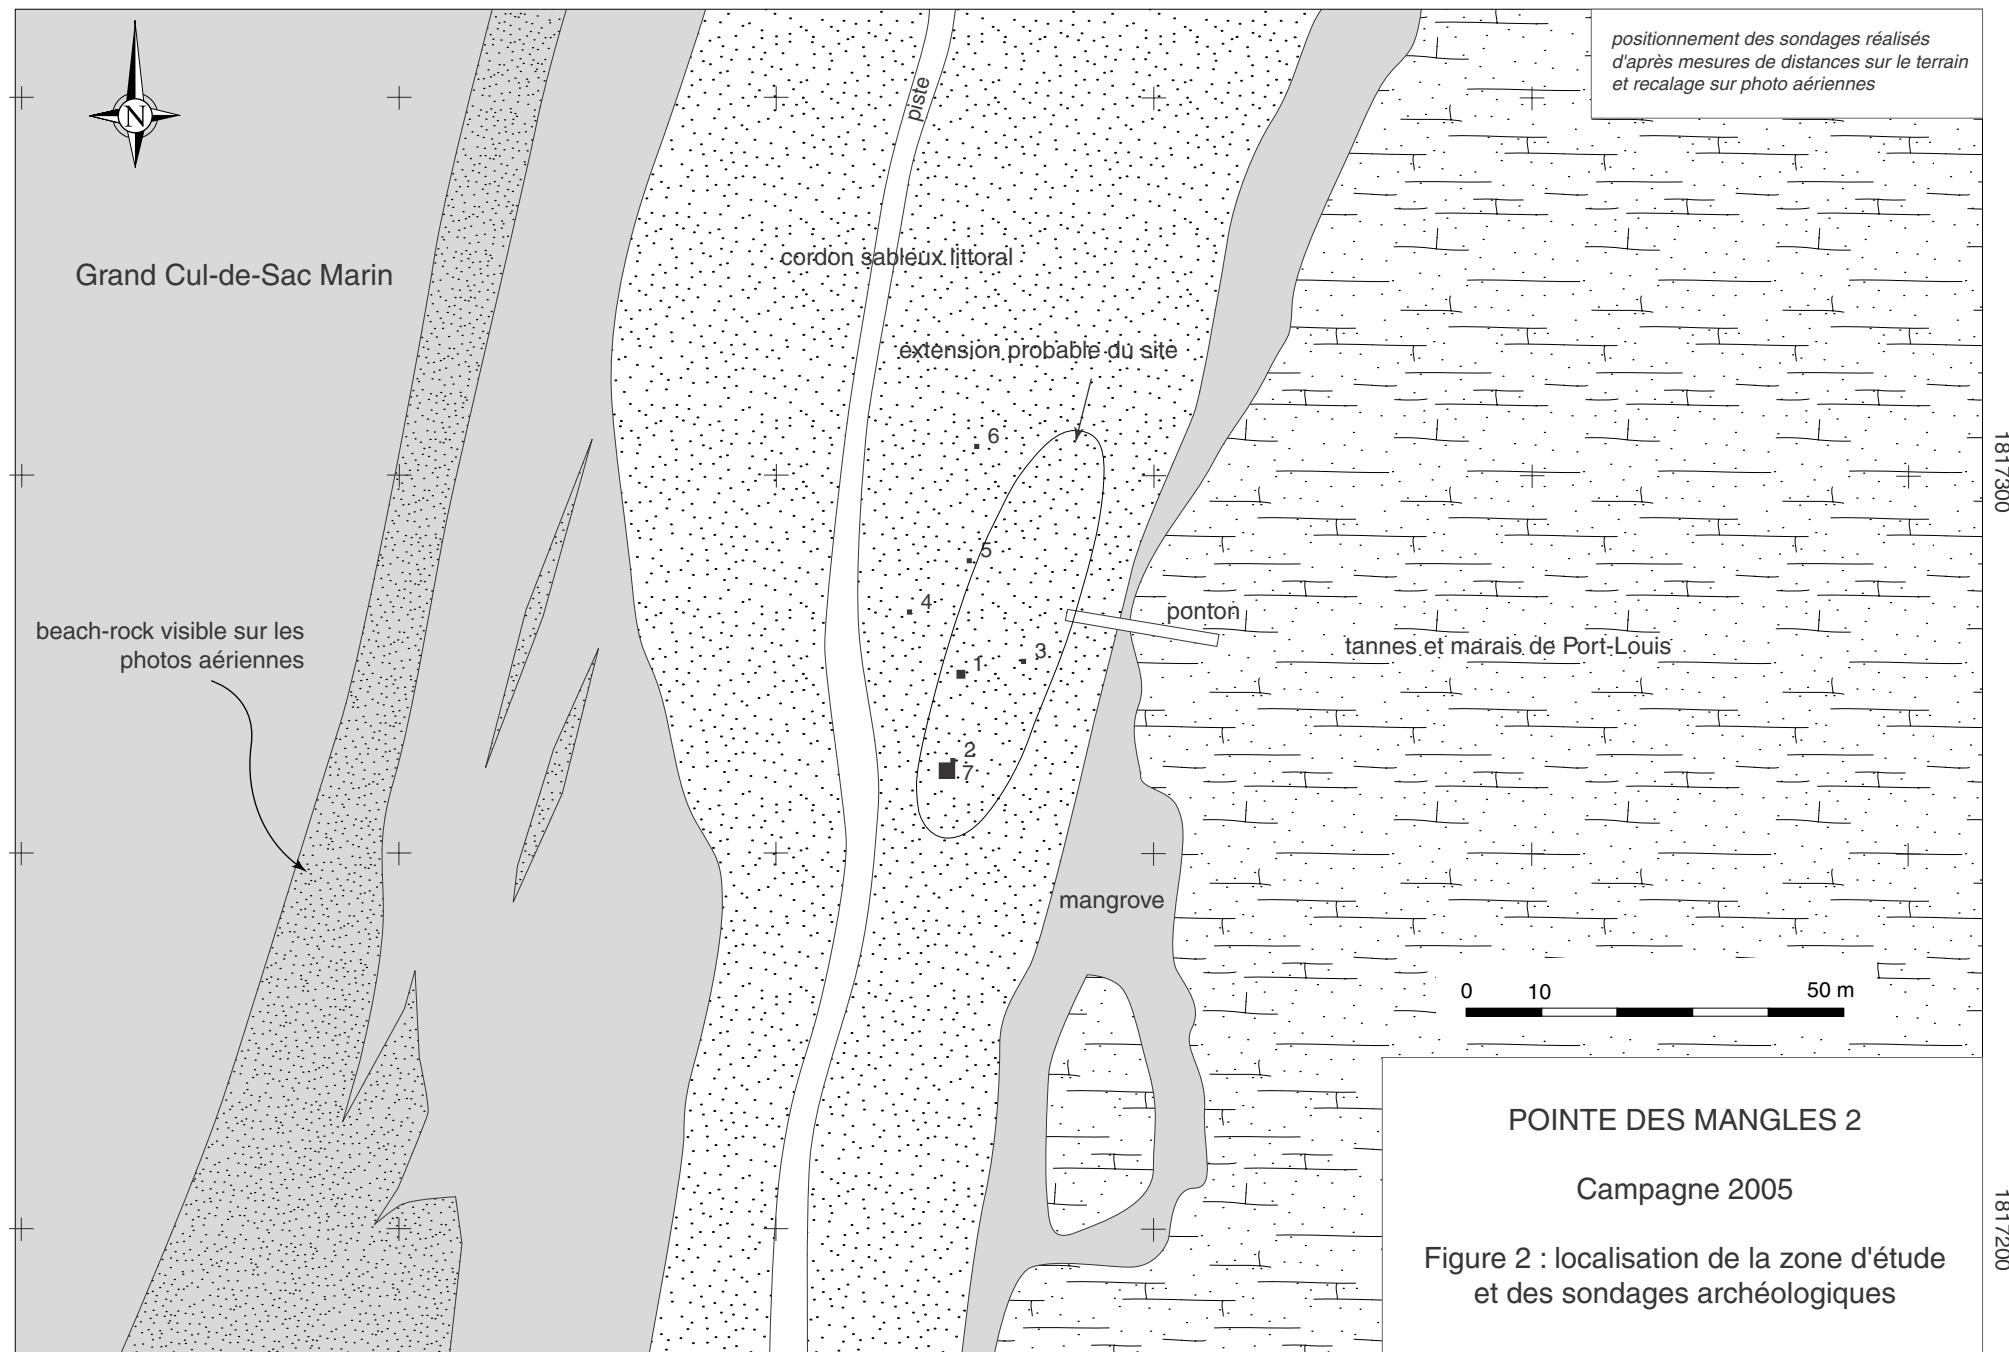 positionnement des sondages réalisés
d'après mesures de distances sur le terrain
et recalage sur photo aériennes
N
piste
Grand Cul-de-Sac Marin
cordon sableux littoral
extension probable du site
6
1817300
5
4
ponton
beach-rock visible sur les
photos aériennes
tannes et marais de Port-Louis
3
1
2
7
mangrove
0 10 50 m
POINTE DES MANGLES 2
Campagne 2005
1817200
Figure 2 : localisation de la zone d'étude
et des sondages archéologiques